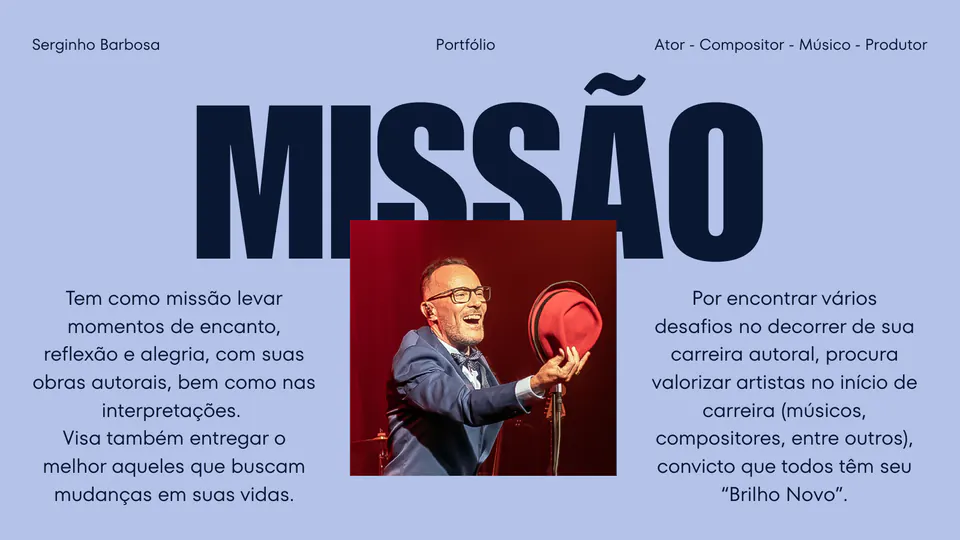 Serginho Barbosa
Portfólio
Ator - Compositor - Músico - Produtor
MISSÃO
Tem como missão levar
momentos de encanto,
reflexão e alegria, com suas
obras autorais, bem como nas
interpretações.
Visa também entregar o
melhor aqueles que buscam
mudanças em suas vidas.
Por encontrar vários
desafios no decorrer de sua
carreira autoral, procura
valorizar artistas no início de
carreira (músicos,
compositores, entre outros),
convicto que todos têm seu
“Brilho Novo”.